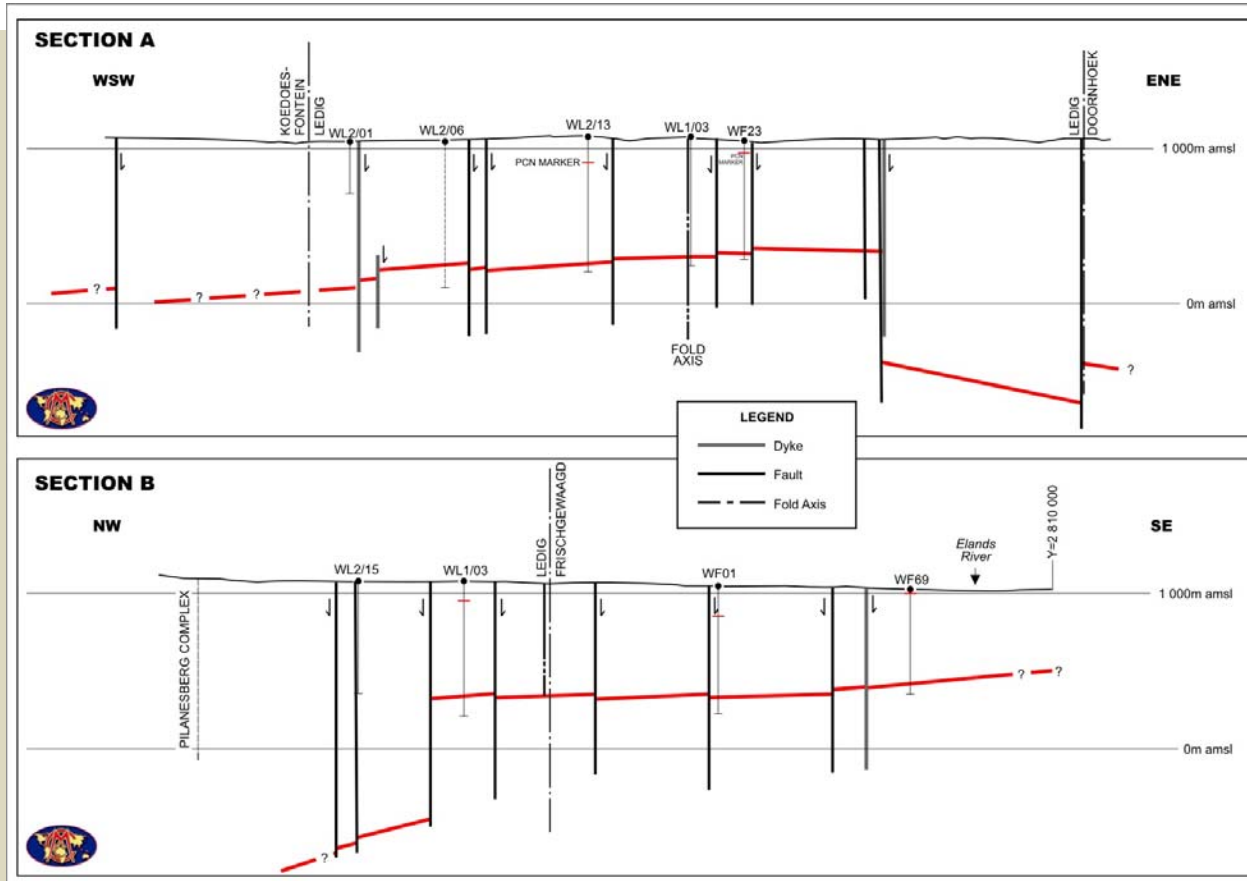 SECTION A
WSW
ENE
KOEDOES-
FONTEIN
LEDIG
WL2/01
WL2/06
WL2/13
WL1/03
WF23
LEDIG
DOORNHOEK
1 000m amsl
PCN MARKER
PCN
MARKER
?
?
?
0m amsl
FOLD
AXIS
?
LEGEND
Dyke
Fault
Fold Axis
SECTION B
NW
SE
PILANESBERG COMPLEX
WL2/15
WL1/03
LEDIG
FRISCHGEWAAGD
WF01
WF69
Elands
River
Y=2 810 000
1 000m amsl
?
?
0m amsl
?